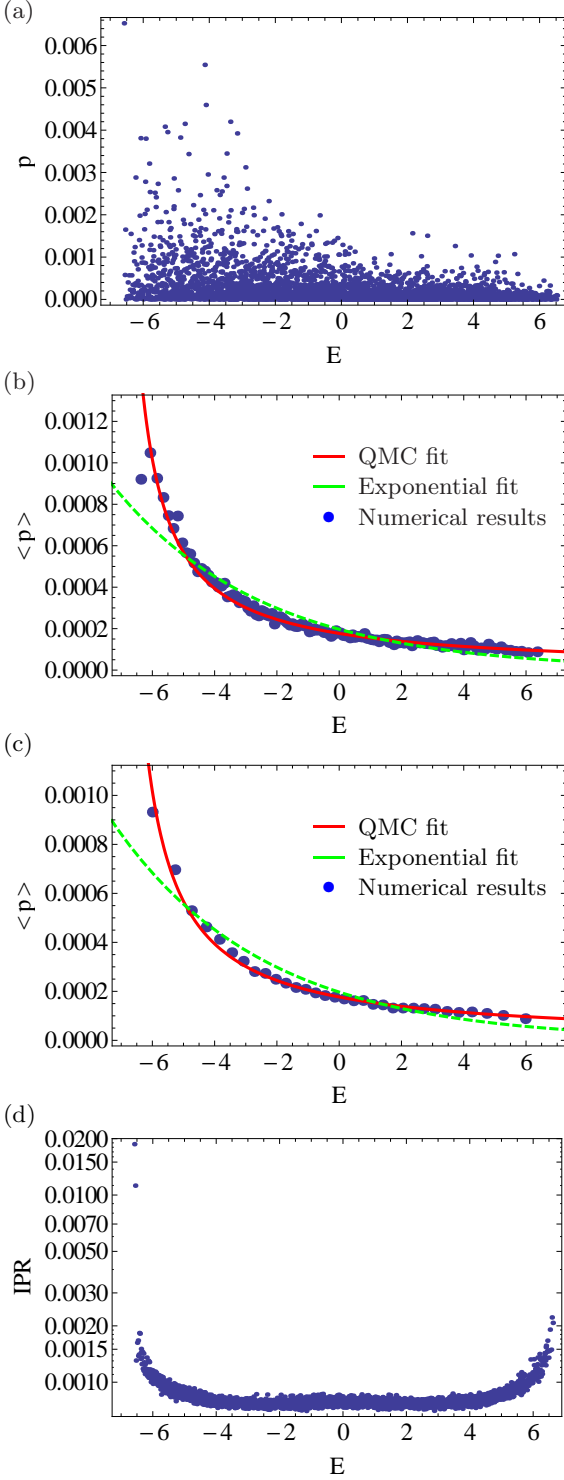 (a)
0.006
0.005
0.004
0.003
0.002
0.001
0.000
p
−6 −4 −2 0 2 4 6
E
(b)
0.0012
0.0010
0.0008
0.0006
0.0004
0.0002
0.0000
< p >
QMC fit
Exponential fit
Numerical results
−6 −4 −2 0 2 4 6
E
(c)
0.0010
0.0008
0.0006
0.0004
0.0002
0.0000
< p >
QMC fit
Exponential fit
Numerical results
−6 −4 −2 0 2 4 6
E
(d)
0.0200
0.0150
0.0100
0.0070
0.0050
0.0030
0.0020
0.0015
0.0010
IPR
−6 −4 −2 0 2 4 6
E